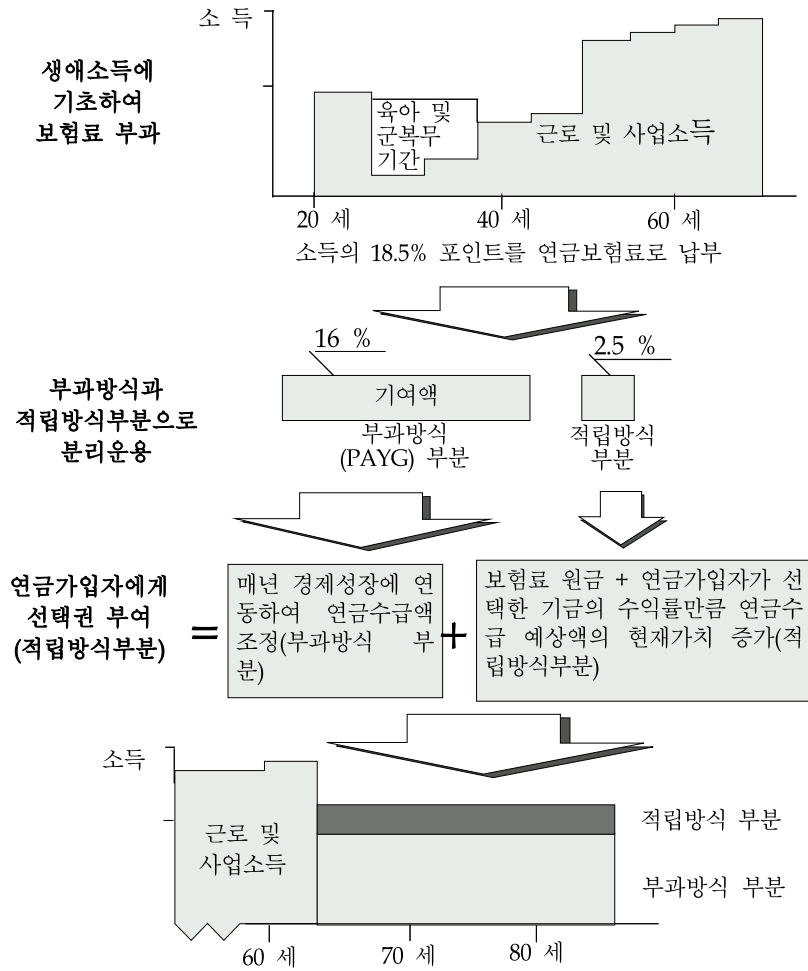 소 득
생애소득에
기초하여
보험료 부과
육아 및
군복무
기간
근로 및 사업소득
20 세
40 세
60 세
소득의 18.5% 포인트를 연금보험료로 납부
16 %
2.5 %
부과방식과
적립방식부분으로
분리운용
기여액
부과방식
(PAYG) 부분
적립방식
부분
연금가입자에게
선택권 부여
(적립방식부분)
=
매년 경제성장에 연
동하여 연금수급액
조정(부과방식 부
분)
+
보험료 원금 + 연금가입자가 선
택한 기금의 수익률만큼 연금수
급 예상액의 현재가치 증가(적
립방식부분)
소득
근로 및
사업소득
적립방식 부분
부과방식 부분
60 세
70 세
80 세